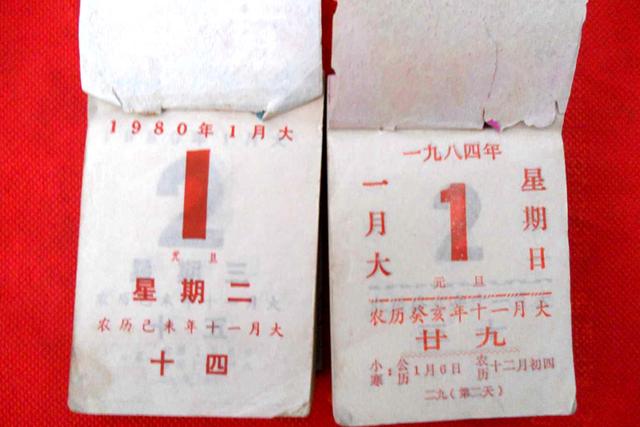 1980年1月大
1
元旦
星期二
农历己未年十一月大
十四
一九八四年
一月大
1
星期日
元旦
农历癸亥年十一月大
廿九
小寒：公历1月6日 农历十二月初四
二九（第二天）